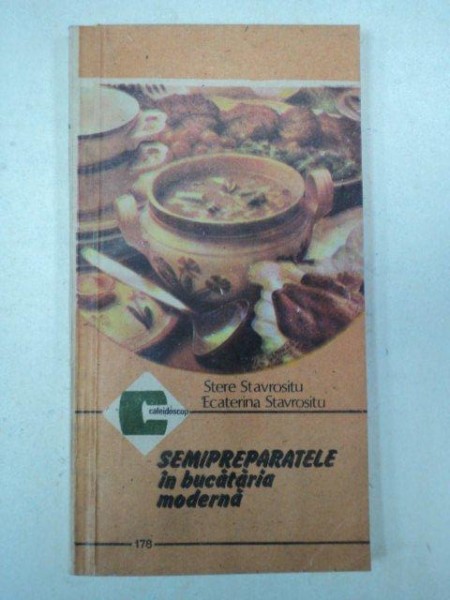 Stere Stavrositu
Ecaterina Stavrositu
caleidoscop
SEMIPREPARATELE
în bucătăria
modernă
178